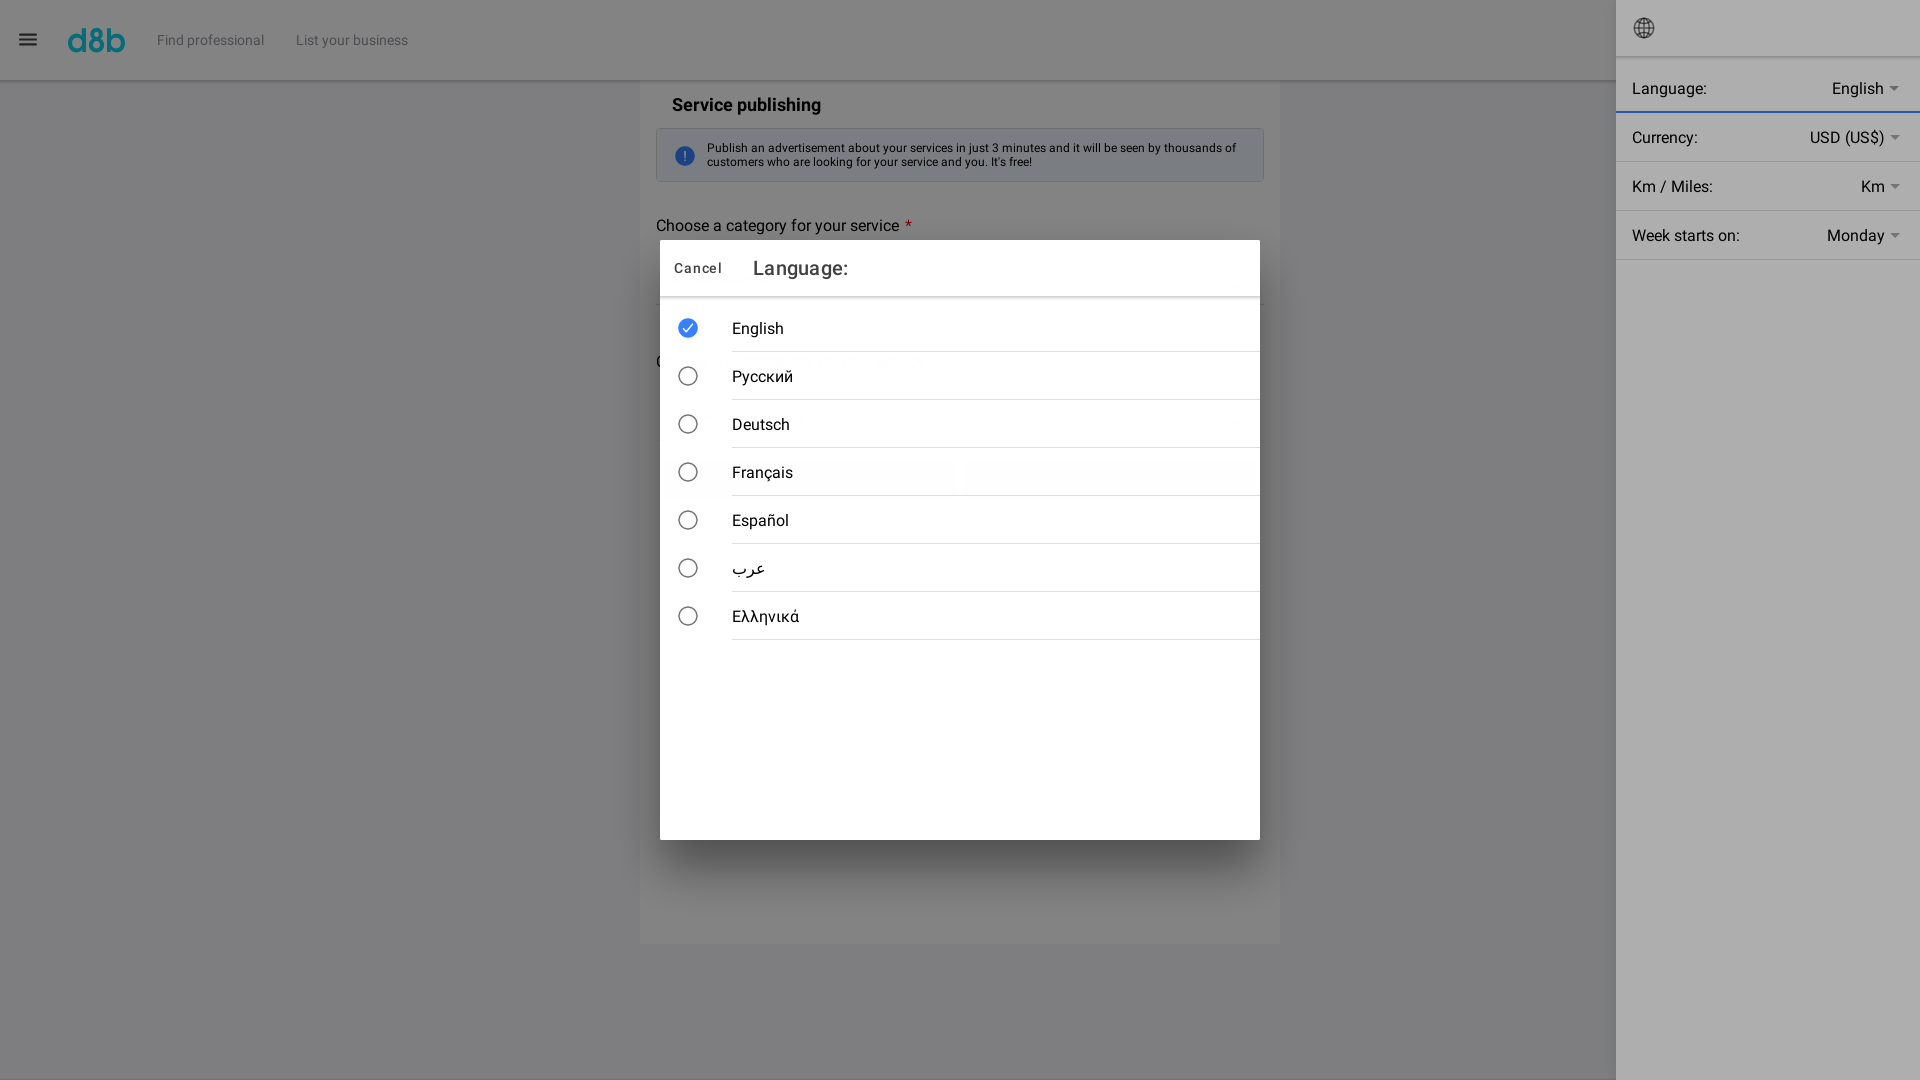 d8b
Find professional
List your business
Language:
English
Currency:
USD (US$)
Km / Miles:
Km
Week starts on:
Monday
Service publishing
Publish an advertisement about your services in just 3 minutes and it will be seen by thousands of
customers who are looking for your service and you. It's free!
Choose a category for your service *
Cancel
Language:
English
Русский
Deutsch
Français
Español
عرب
Ελληνικά